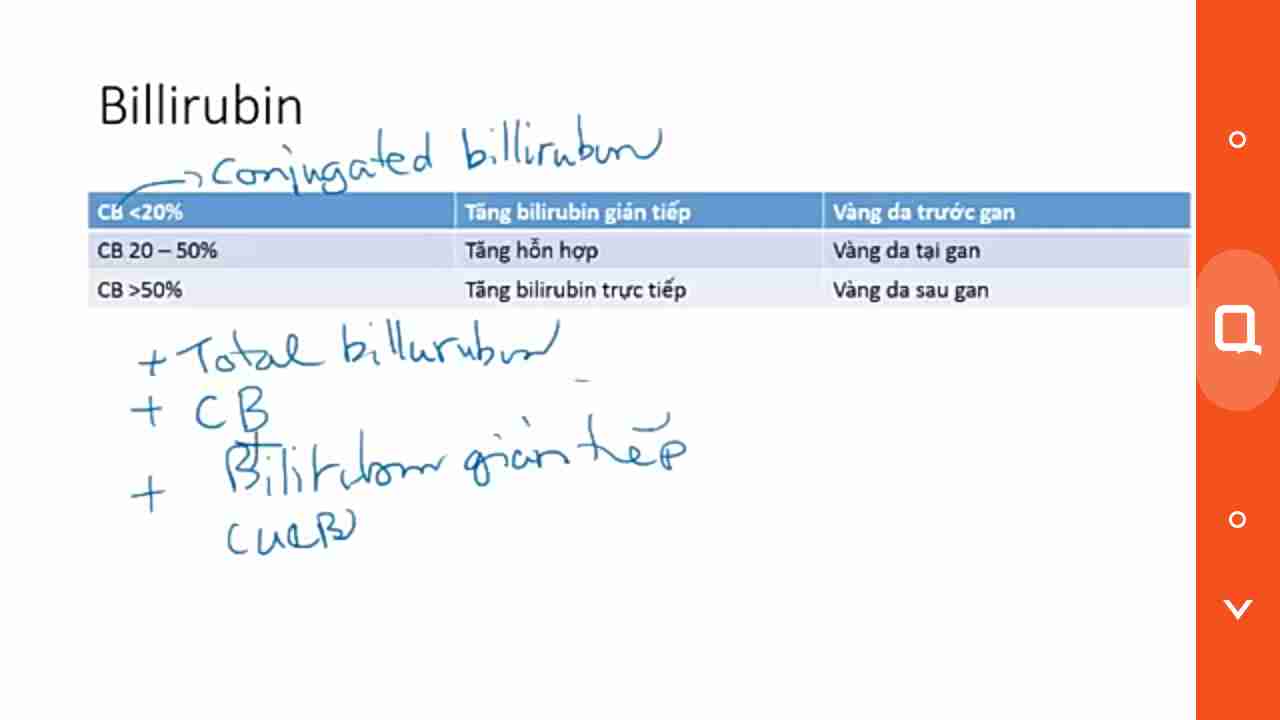 Billirubin
Conjugated billirubin
CB <20% Tăng bilirubin gián tiếp Vàng da trước gan
CB 20 – 50% Tăng hỗn hợp Vàng da tại gan
CB >50% Tăng bilirubin trực tiếp Vàng da sau gan
+ Total billirubin
+ CB
+ Bilirubin gián tiếp
(UCB)